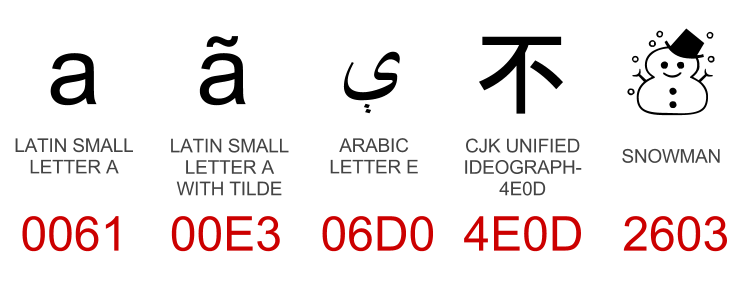 a ã ې 不 ☃
LATIN SMALL
LETTER A
LATIN SMALL
LETTER A
WITH TILDE
ARABIC
LETTER E
CJK UNIFIED
IDEOGRAPH-
4E0D
SNOWMAN
0061 00E3 06D0 4E0D 2603